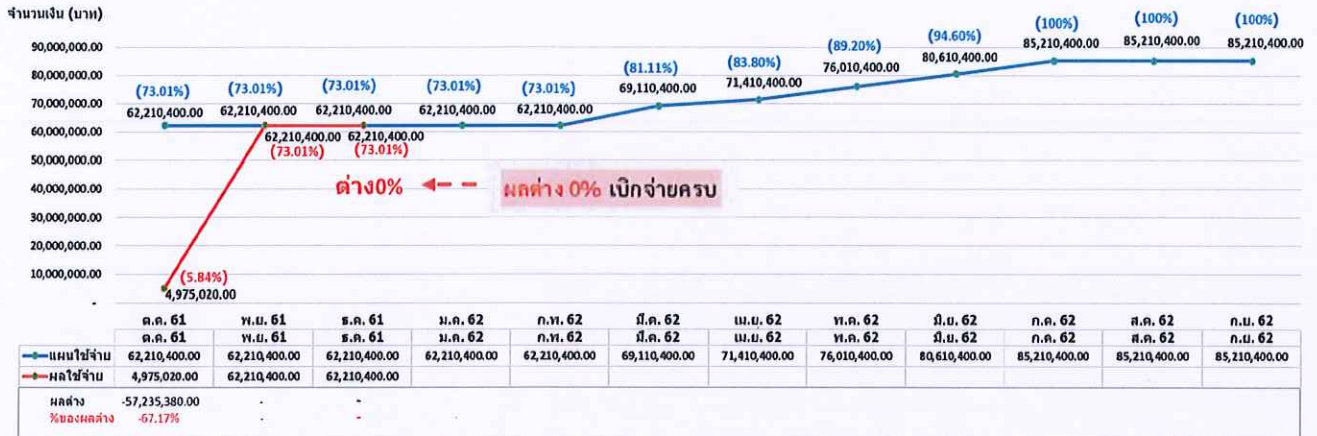 จำนวนเงิน (บาท)
(100%) (100%) (100%)
(94.60%)
(89.20%)
90,000,000.00 85,210,400.00 85,210,400.00 85,210,400.00
(83.80%) 80,610,400.00
(81.11%) 76,010,400.00
80,000,000.00 (73.01%) (73.01%) (73.01%) (73.01%) (73.01%) 69,110,400.00 71,410,400.00
70,000,000.00 62,210,400.00 62,210,400.00 62,210,400.00 62,210,400.00 62,210,400.00
60,000,000.00 62,210,400.00 62,210,400.00
(73.01%) (73.01%)
50,000,000.00
40,000,000.00 ต่าง0% ผลต่าง 0% เบิกจ่ายครบ
30,000,000.00
20,000,000.00
10,000,000.00 (5.84%)
4,975,020.00
-
ต.ค. 61 พ.ย. 61 ธ.ค. 61 ม.ค. 62 ก.พ. 62 มี.ค. 62 เม.ย. 62 พ.ค. 62 มิ.ย. 62 ก.ค. 62 ส.ค. 62 ก.ย. 62
ต.ค. 61 พ.ย. 61 ธ.ค. 61 ม.ค. 62 ก.พ. 62 มี.ค. 62 เม.ย. 62 พ.ค. 62 มิ.ย. 62 ก.ค. 62 ส.ค. 62 ก.ย. 62
แผนใช้จ่าย 62,210,400.00 62,210,400.00 62,210,400.00 62,210,400.00 62,210,400.00 69,110,400.00 71,410,400.00 76,010,400.00 80,610,400.00 85,210,400.00 85,210,400.00 85,210,400.00
ผลใช้จ่าย 4,975,020.00 62,210,400.00 62,210,400.00
ผลต่าง -57,235,380.00 - -
%ของผลต่าง -67.17% - -